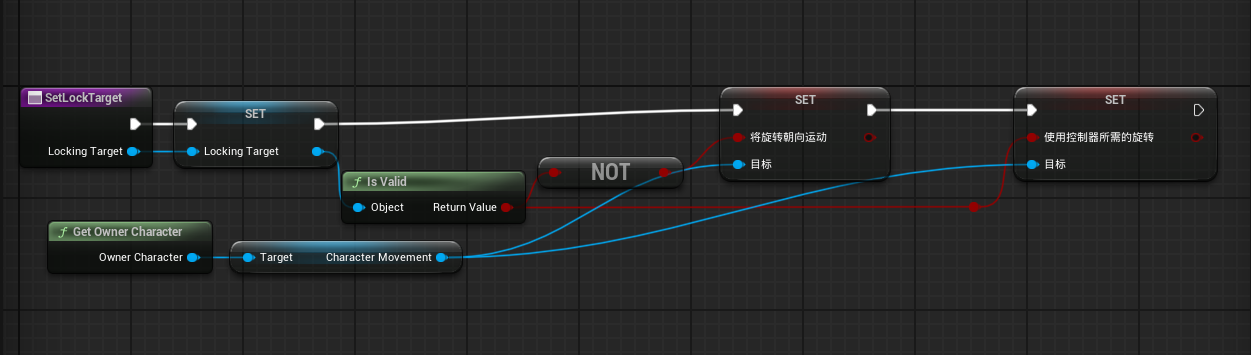 SetLockTarget
Locking Target
SET
Locking Target
f Is Valid
Object
Return Value
f Get Owner Character
Owner Character
Target
Character Movement
NOT
SET
将旋转朝向运动
目标
SET
使用控制器所需的旋转
目标